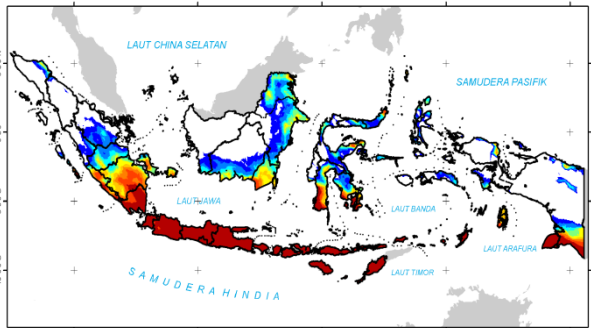 LAUT CHINA SELATAN
SAMUDERA PASIFIK
LAUT JAWA
LAUT BANDA
LAUT ARAFURA
LAUT TIMOR
SAMUDERA HINDIA